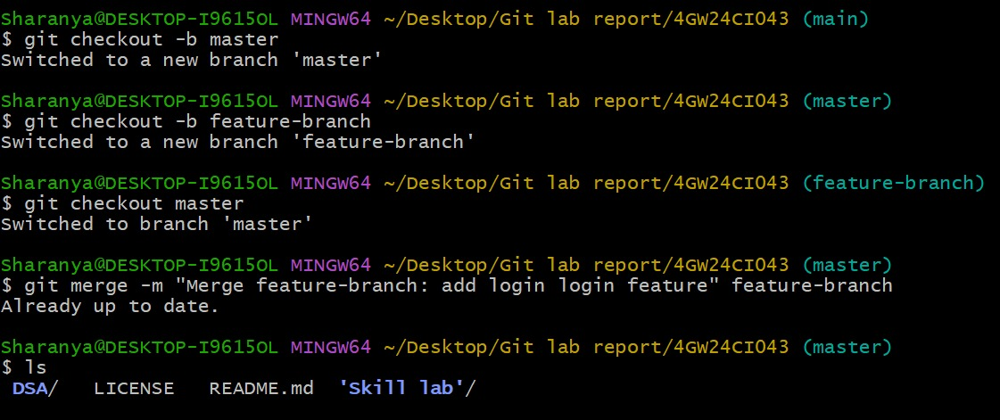 Sharanya@DESKTOP-I9615OL MINGW64 ~/Desktop/Git lab report/4GW24CI043 (main)
$ git checkout -b master
Switched to a new branch 'master'
Sharanya@DESKTOP-I9615OL MINGW64 ~/Desktop/Git lab report/4GW24CI043 (master)
$ git checkout -b feature-branch
Switched to a new branch 'feature-branch'
Sharanya@DESKTOP-I9615OL MINGW64 ~/Desktop/Git lab report/4GW24CI043 (feature-branch)
$ git checkout master
Switched to branch 'master'
Sharanya@DESKTOP-I9615OL MINGW64 ~/Desktop/Git lab report/4GW24CI043 (master)
$ git merge -m "Merge feature-branch: add login login feature" feature-branch
Already up to date.
Sharanya@DESKTOP-I9615OL MINGW64 ~/Desktop/Git lab report/4GW24CI043 (master)
$ ls
DSA/   LICENSE   README.md  'Skill lab'/